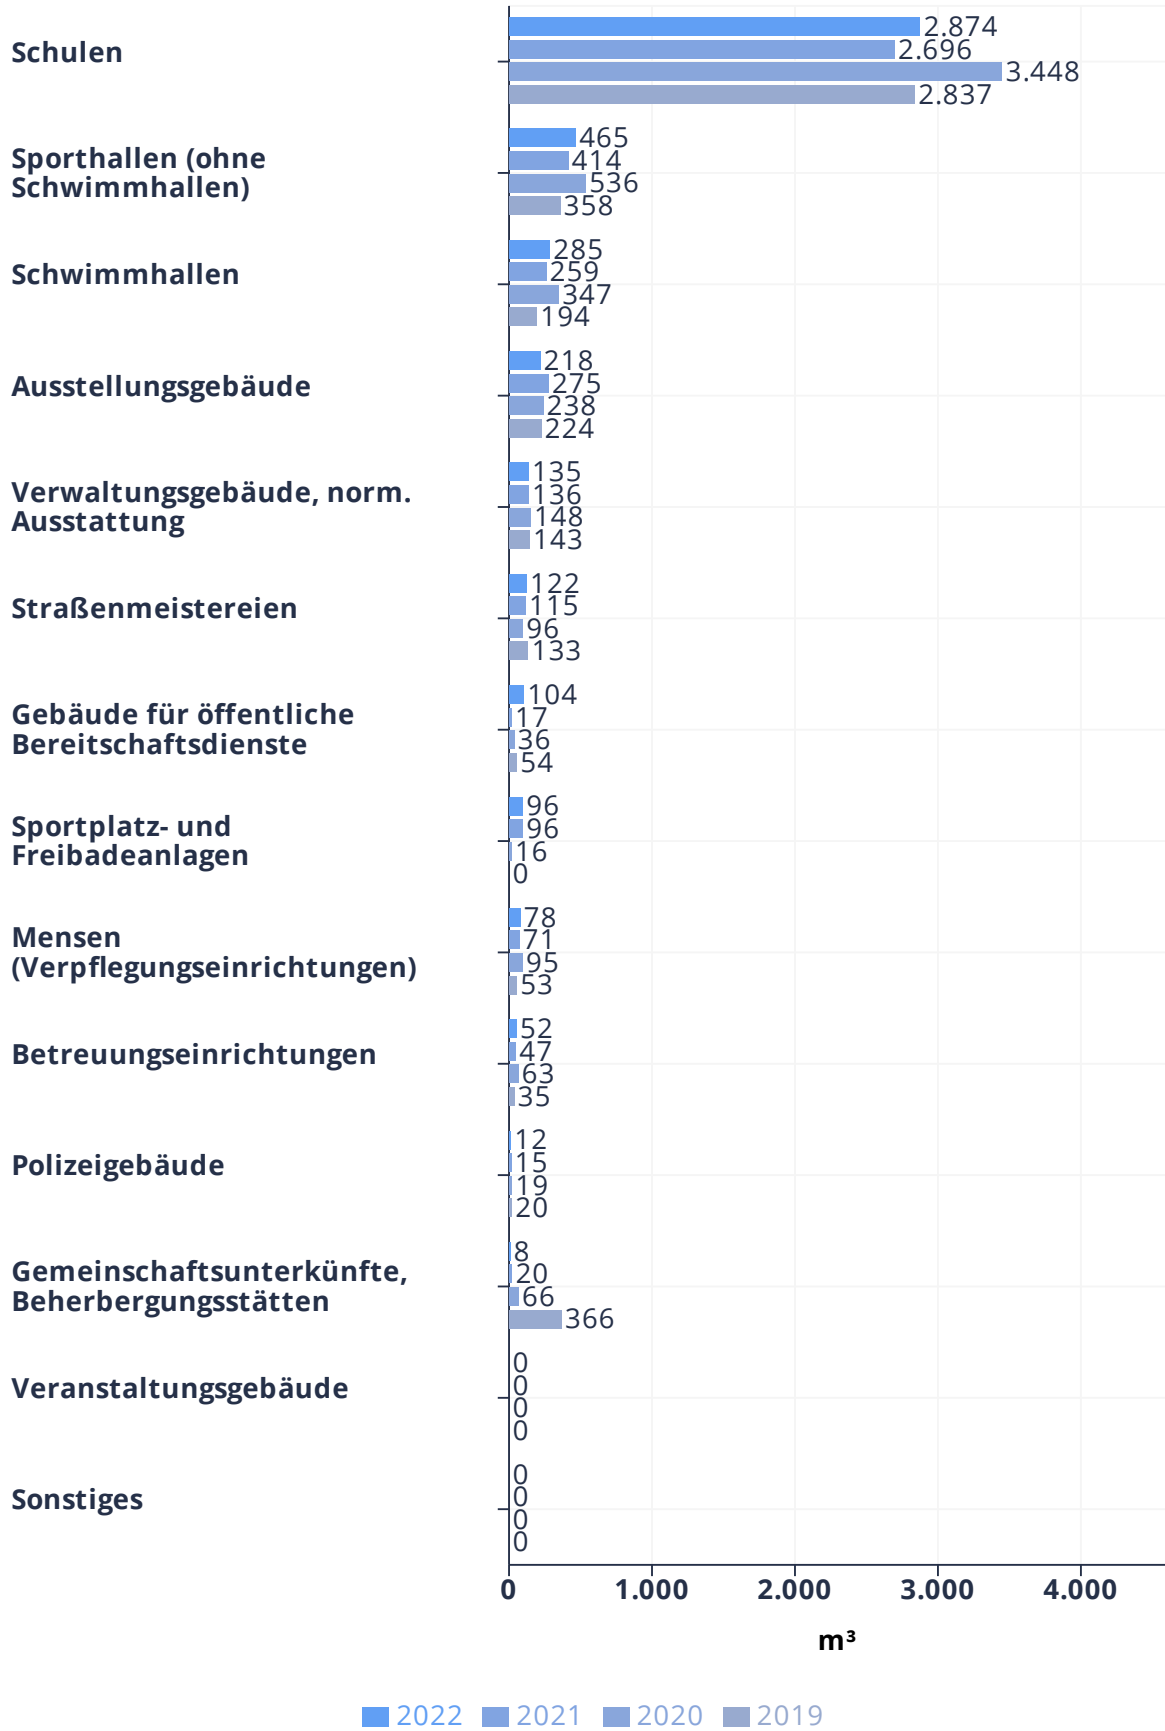 Schulen
2.874
2.696
3.448
2.837
Sporthallen (ohne
Schwimmhallen)
465
414
536
358
Schwimmhallen
285
259
347
194
Ausstellungsgebäude
218
275
238
224
Verwaltungsgebäude, norm.
Ausstattung
135
136
148
143
Straßenmeistereien
122
115
96
133
Gebäude für öffentliche
Bereitschaftsdienste
104
17
36
54
Sportplatz- und
Freibadeanlagen
96
96
16
0
Mensen
(Verpflegungseinrichtungen)
78
71
95
53
Betreuungseinrichtungen
52
47
63
35
Polizeigebäude
12
15
19
20
Gemeinschaftsunterkünfte,
Beherbergungsstätten
8
20
66
366
Veranstaltungsgebäude
0
0
0
0
Sonstiges
0
0
0
0
0 1.000 2.000 3.000 4.000
m³
2022 2021 2020 2019